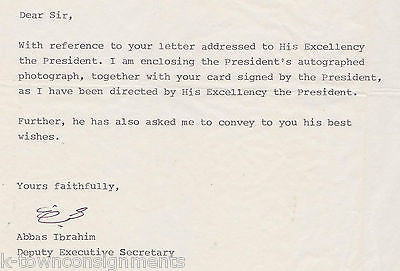 Dear Sir,
With reference to your letter addressed to His Excellency
the President. I am enclosing the President's autographed
photograph, together with your card signed by the President,
as I have been directed by His Excellency the President.
Further, he has also asked me to convey to you his best
wishes.
Yours faithfully,
Abbas Ibrahim
Deputy Executive Secretary
k-townconsignments